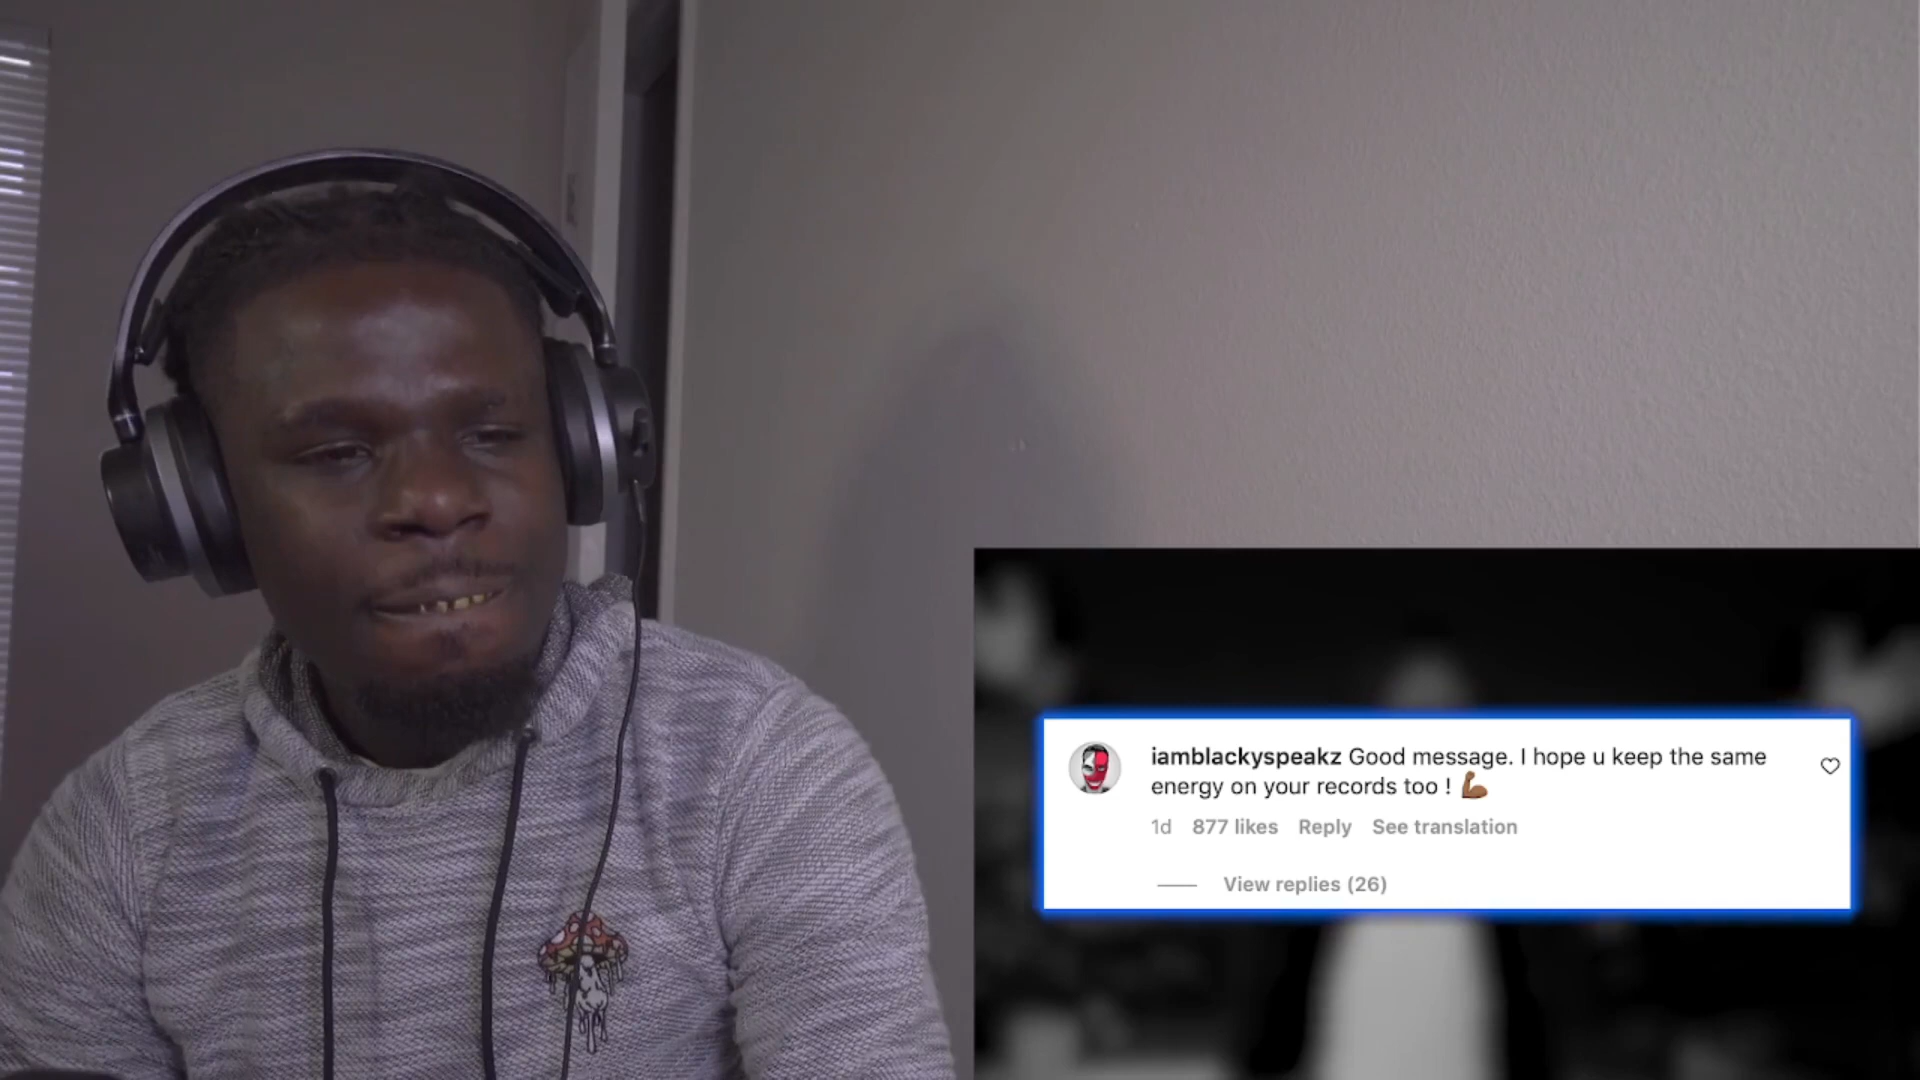 iamblackyspeakz Good message. I hope u keep the same
energy on your records too ! 💪🏾
1d 877 likes Reply See translation
View replies (26)